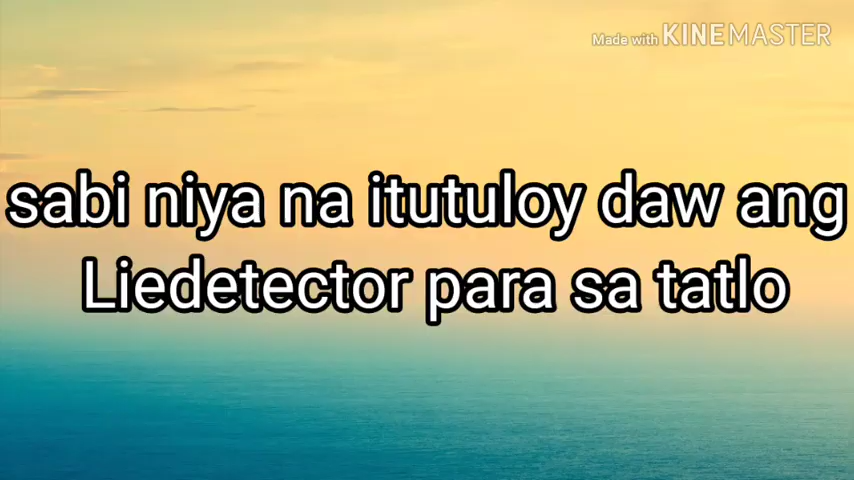 Made with KINEMASTER
sabi niya na itutuloy daw ang
Liedetector para sa tatlo